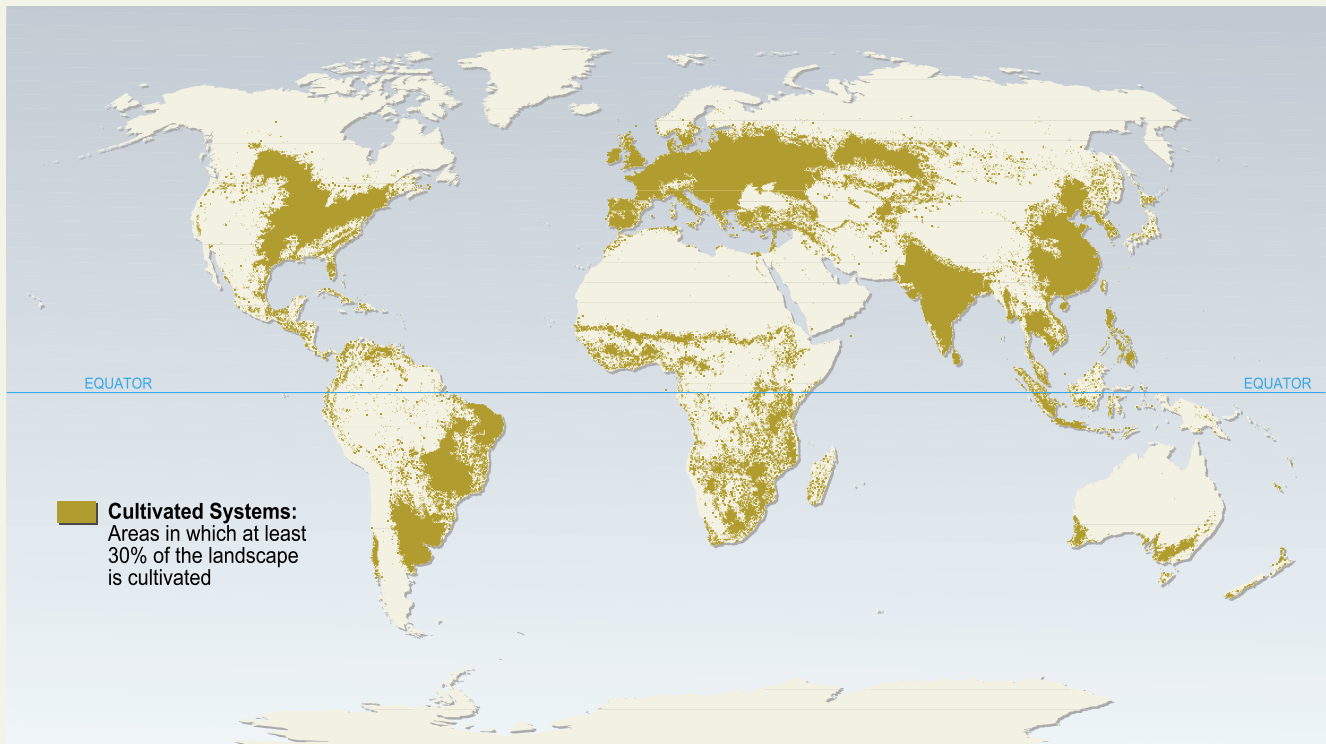 EQUATOR
EQUATOR
Cultivated Systems:
Areas in which at least
30% of the landscape
is cultivated